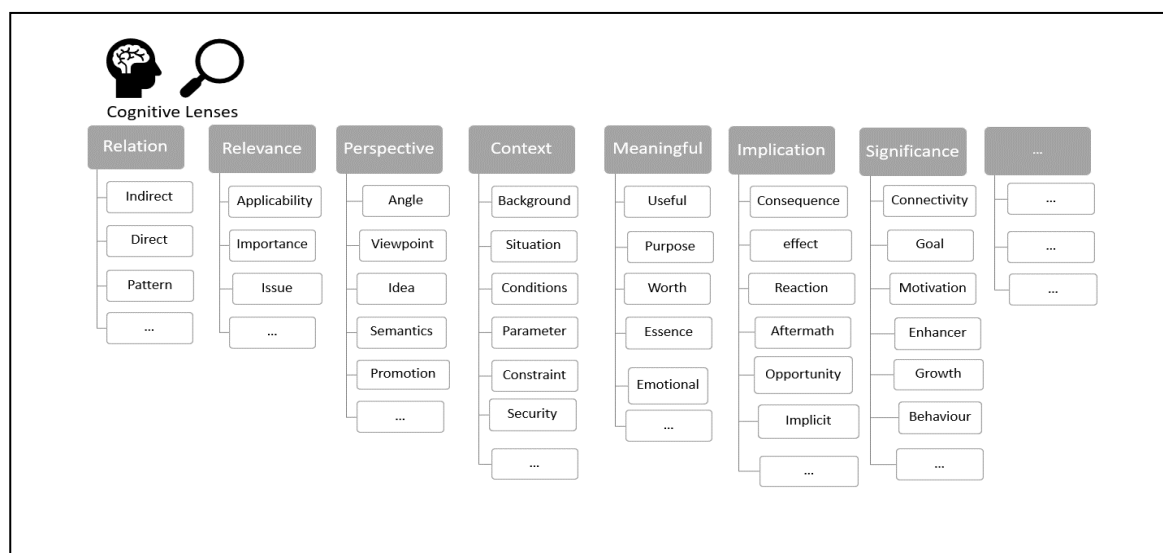 Cognitive Lenses
Relation
Indirect
Direct
Pattern
...
Relevance
Applicability
Importance
Issue
...
Perspective
Angle
Viewpoint
Idea
Semantics
Promotion
...
Context
Background
Situation
Conditions
Parameter
Constraint
Security
...
Meaningful
Useful
Purpose
Worth
Essence
Emotional
...
Implication
Consequence
effect
Reaction
Aftermath
Opportunity
Implicit
...
Significance
Connectivity
Goal
Motivation
Enhancer
Growth
Behaviour
...
...
...
...
...